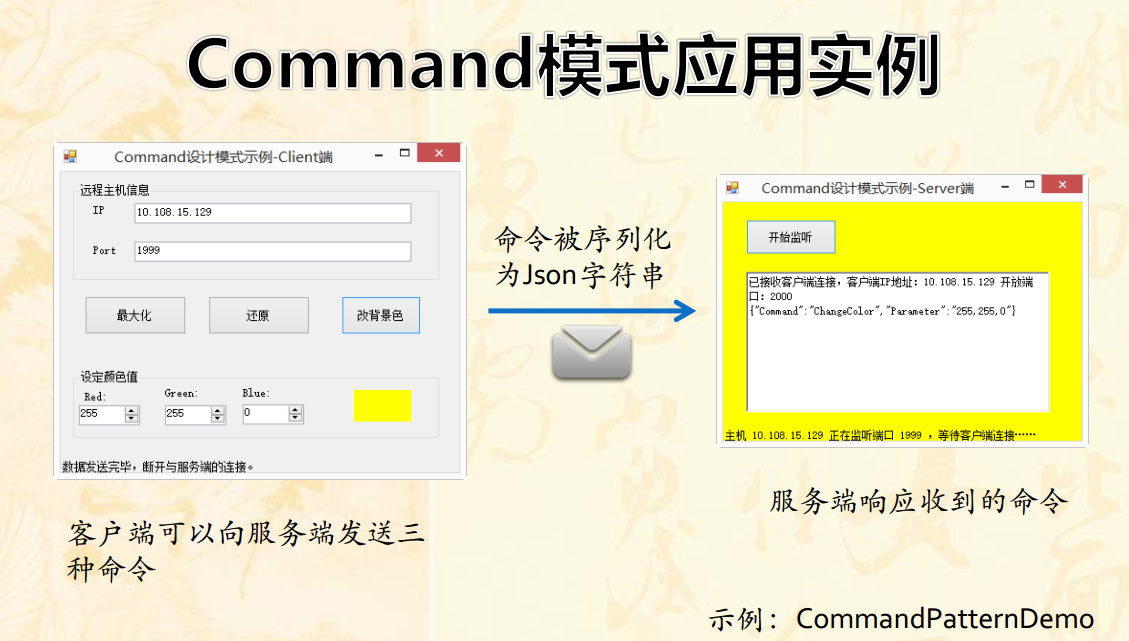 Command模式应用实例
Command设计模式示例-Client端
远程主机信息
IP
10.108.15.129
Port
1999
最大化
还原
改背景色
设定颜色值
Red:
Green:
Blue:
255
255
0
数据发送完毕，断开与服务端的连接。
客户端可以向服务端发送三
种命令
命令被序列化
为Json字符串
Command设计模式示例-Server端
开始监听
已接收客户端连接，客户端IP地址：10.108.15.129 开放端
口：2000
{"Command":"ChangeColor","Parameter":"255,255,0"}
主机 10.108.15.129 正在监听端口 1999 ，等待客户端连接……
服务端响应收到的命令
示例：CommandPatternDemo